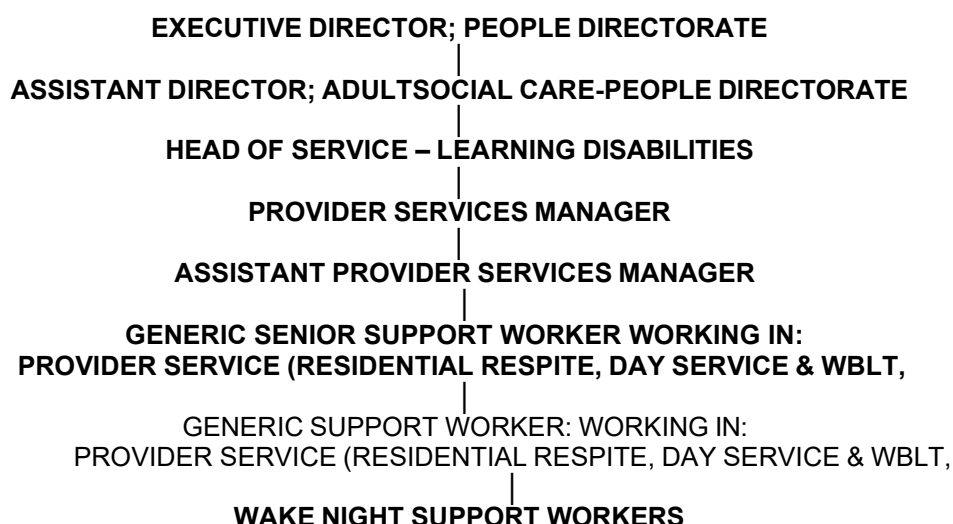 EXECUTIVE DIRECTOR; PEOPLE DIRECTORATE
ASSISTANT DIRECTOR; ADULTSOCIAL CARE-PEOPLE DIRECTORATE
HEAD OF SERVICE – LEARNING DISABILITIES
PROVIDER SERVICES MANAGER
ASSISTANT PROVIDER SERVICES MANAGER
GENERIC SENIOR SUPPORT WORKER WORKING IN:
PROVIDER SERVICE (RESIDENTIAL RESPITE, DAY SERVICE & WBLT,
GENERIC SUPPORT WORKER: WORKING IN:
PROVIDER SERVICE (RESIDENTIAL RESPITE, DAY SERVICE & WBLT,
WAKE NIGHT SUPPORT WORKERS